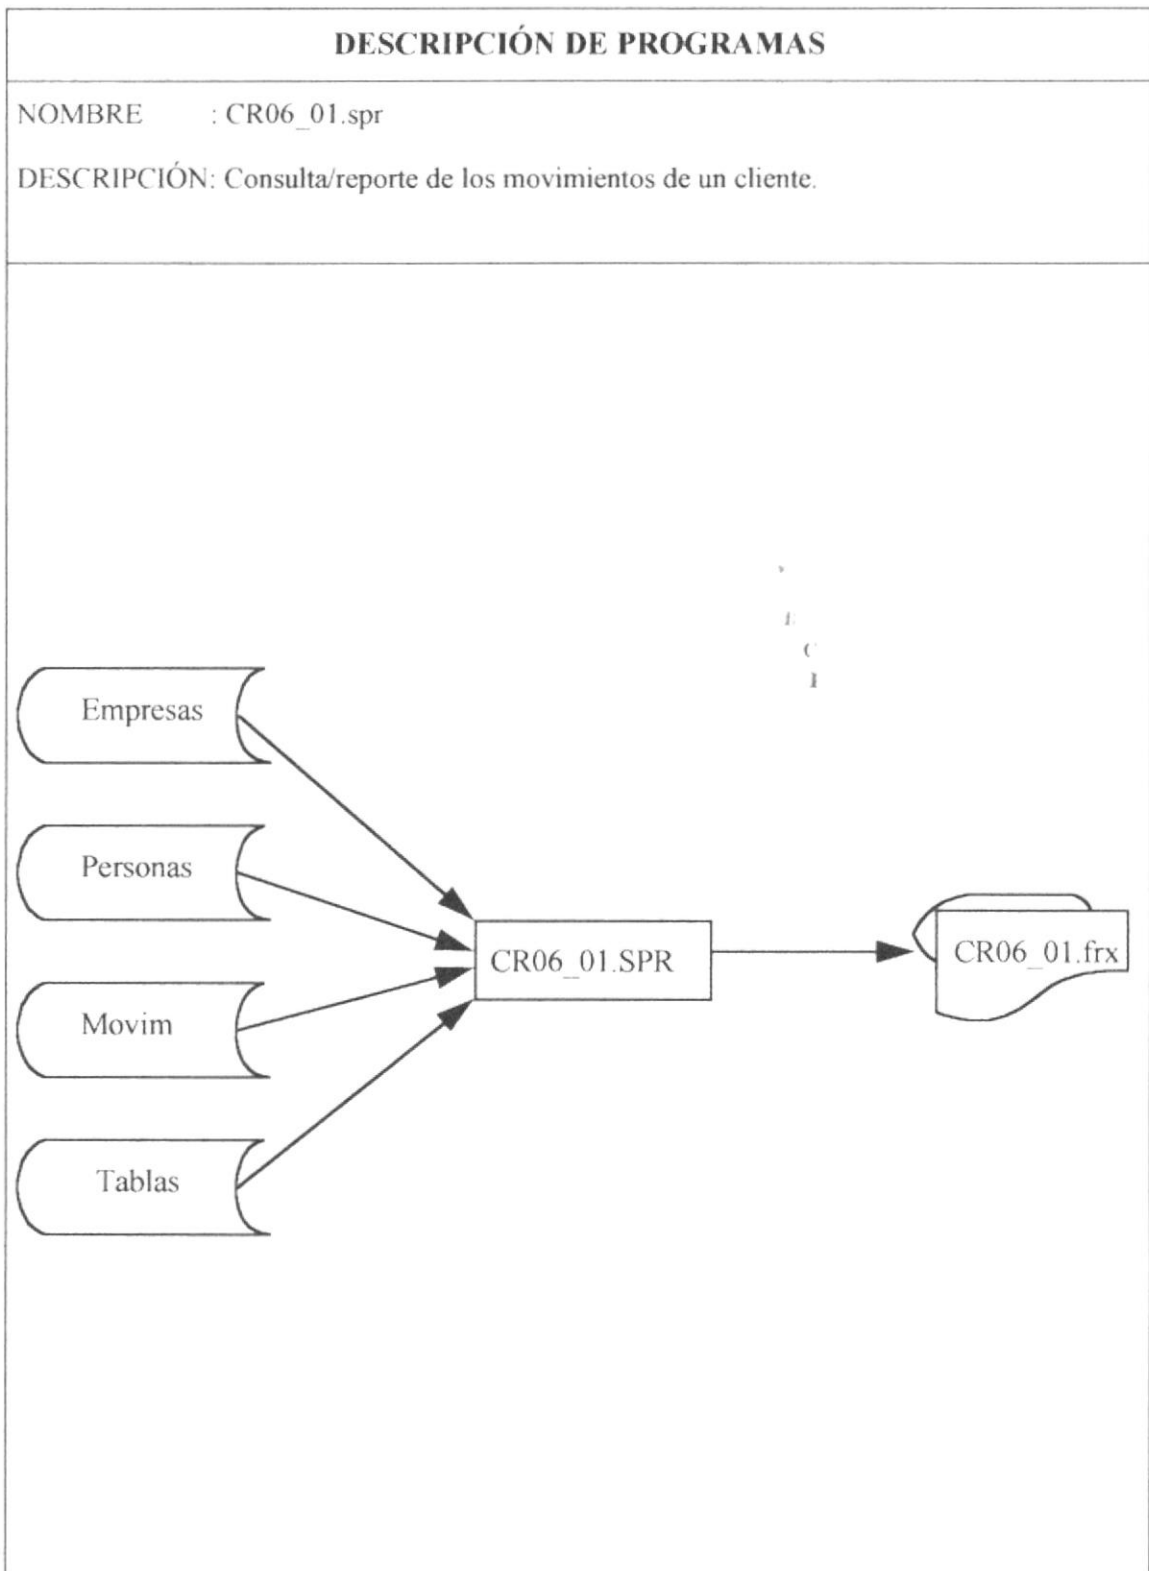 DESCRIPCIÓN DE PROGRAMAS
NOMBRE : CR06_01.spr
DESCRIPCIÓN: Consulta/reporte de los movimientos de un cliente.
Empresas
Personas
CR06_01.SPR
CR06_01.frx
Movim
Tablas